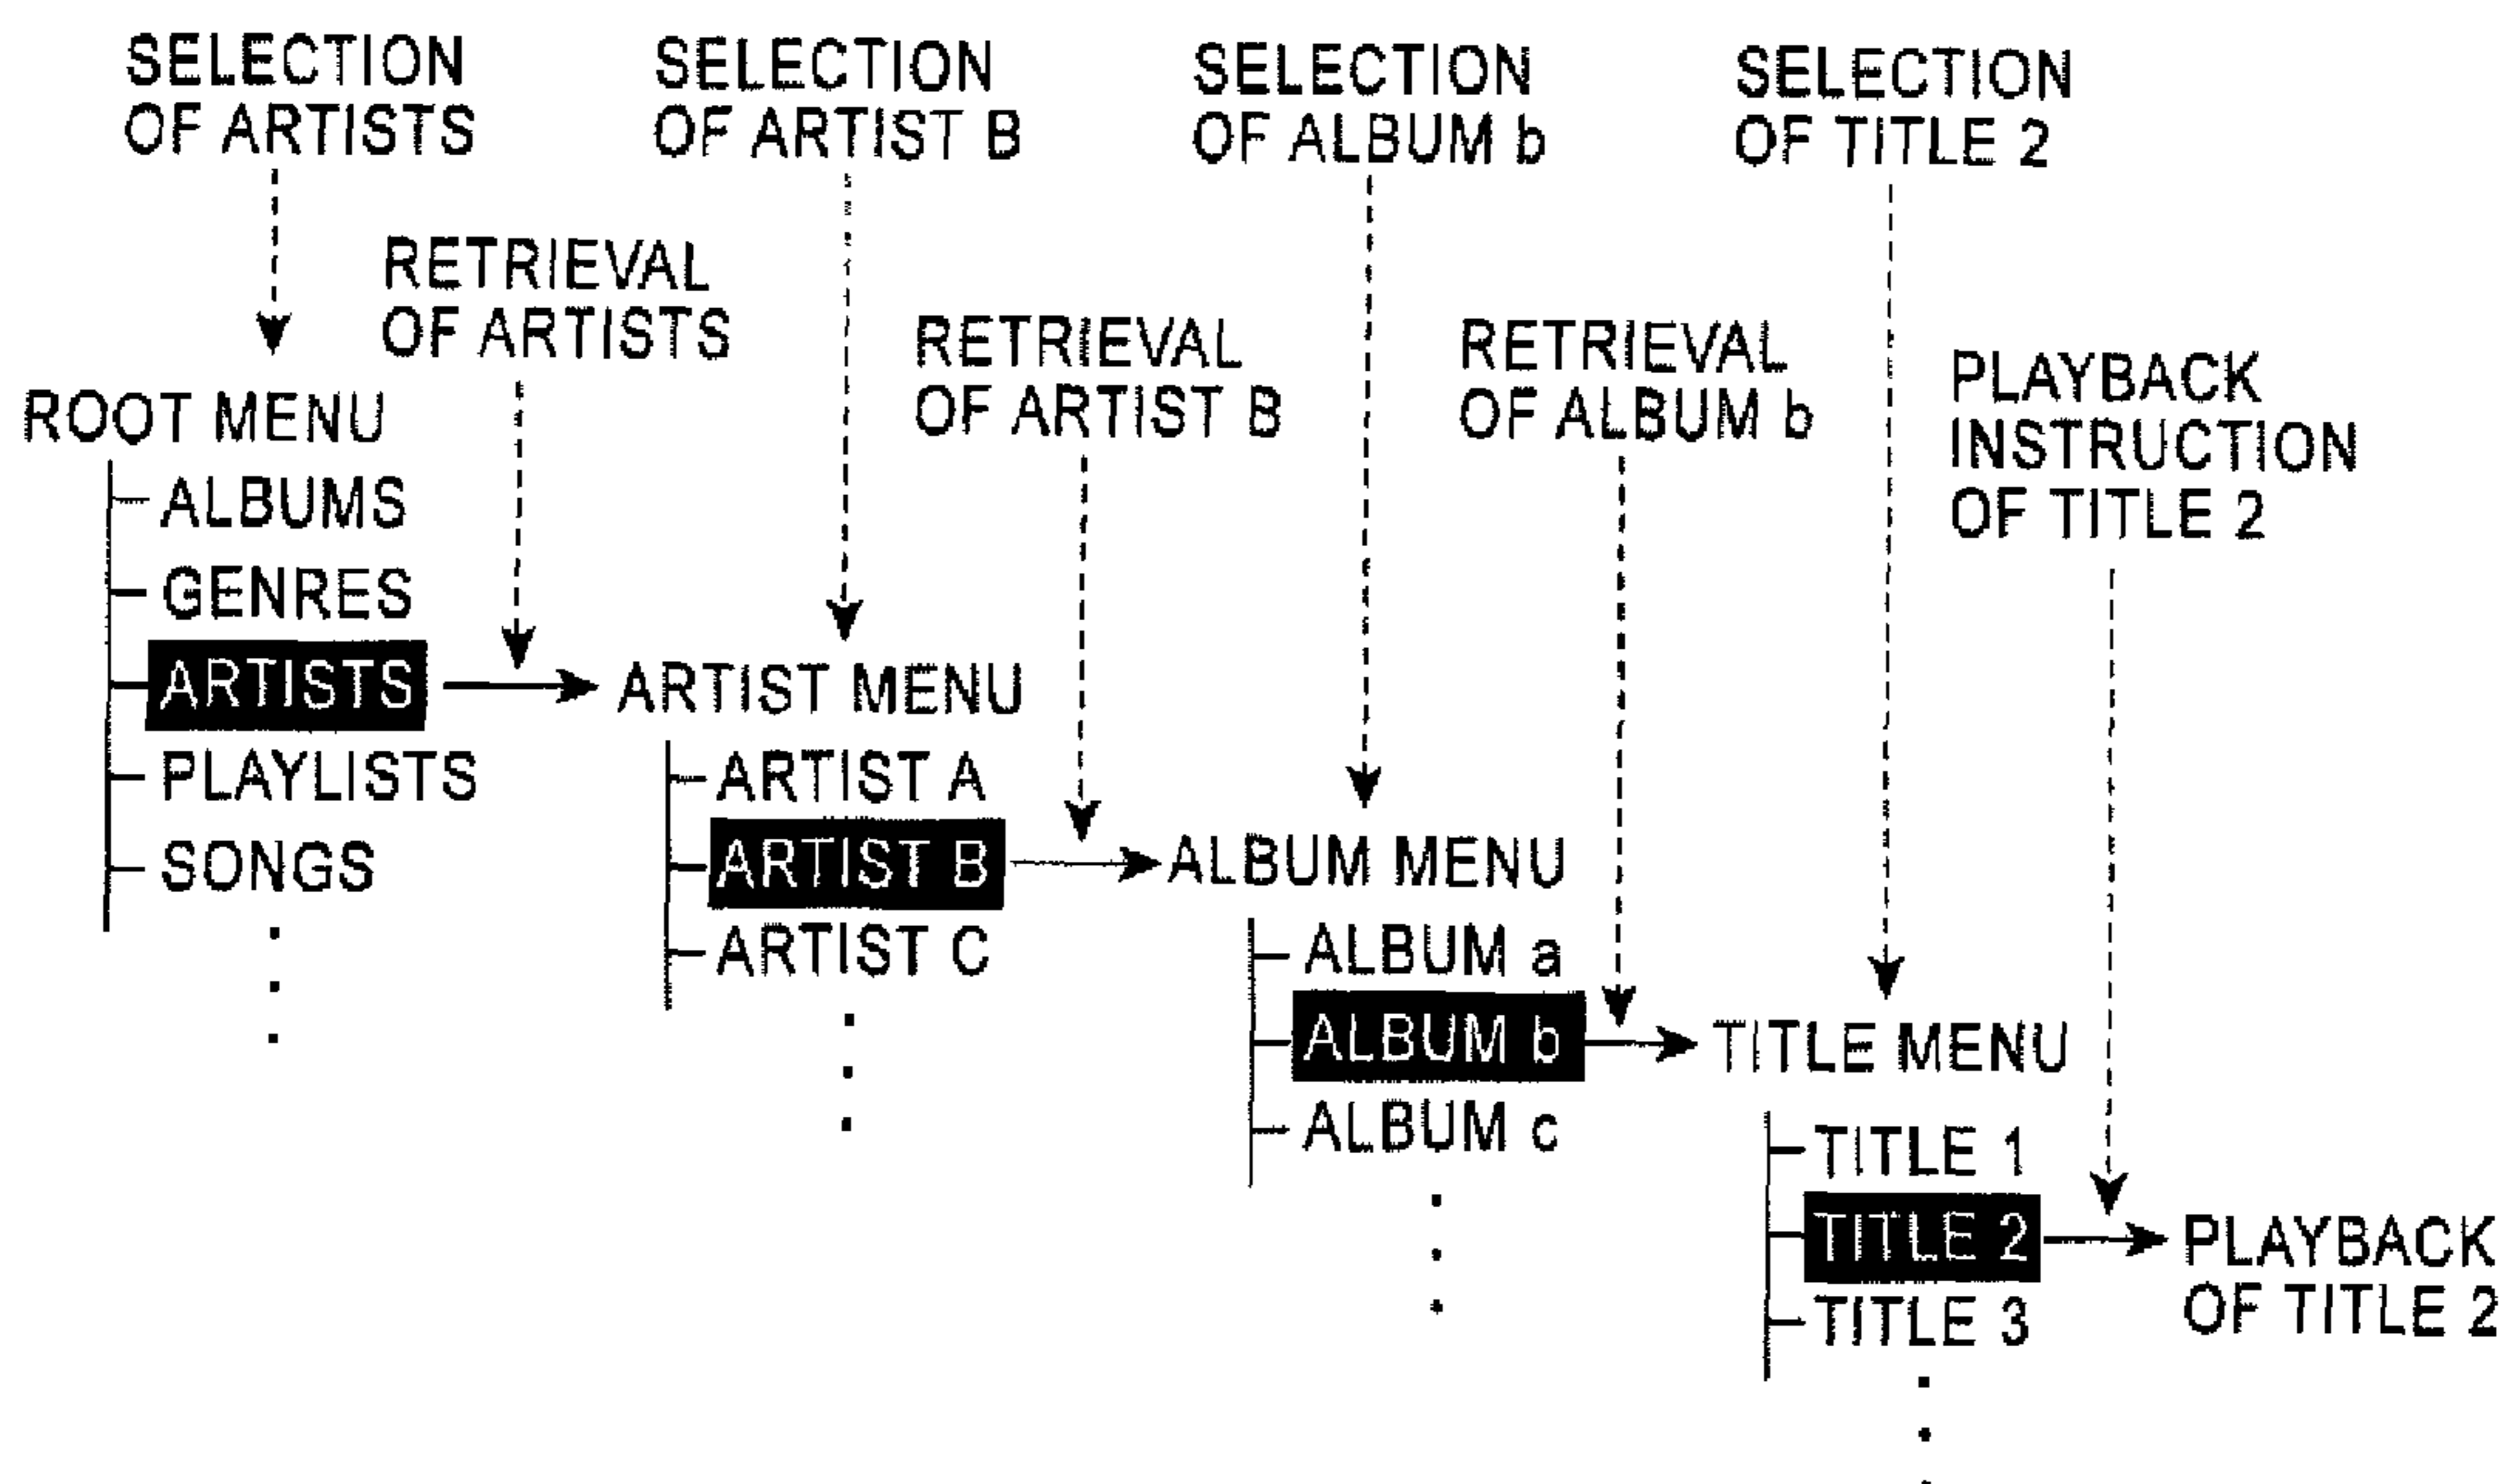 SELECTION
OF ARTISTS
SELECTION
OF ARTIST B
SELECTION
OF ALBUM b
SELECTION
OF TITLE 2
RETRIEVAL
OF ARTISTS
RETRIEVAL
OF ARTIST B
RETRIEVAL
OF ALBUM b
PLAYBACK
INSTRUCTION
OF TITLE 2
ROOT MENU
ALBUMS
GENRES
ARTISTS
PLAYLISTS
SONGS
ARTIST MENU
ARTIST A
ARTIST B
ARTIST C
ALBUM MENU
ALBUM a
ALBUM b
ALBUM c
TITLE MENU
TITLE 1
TITLE 2
TITLE 3
PLAYBACK
OF TITLE 2